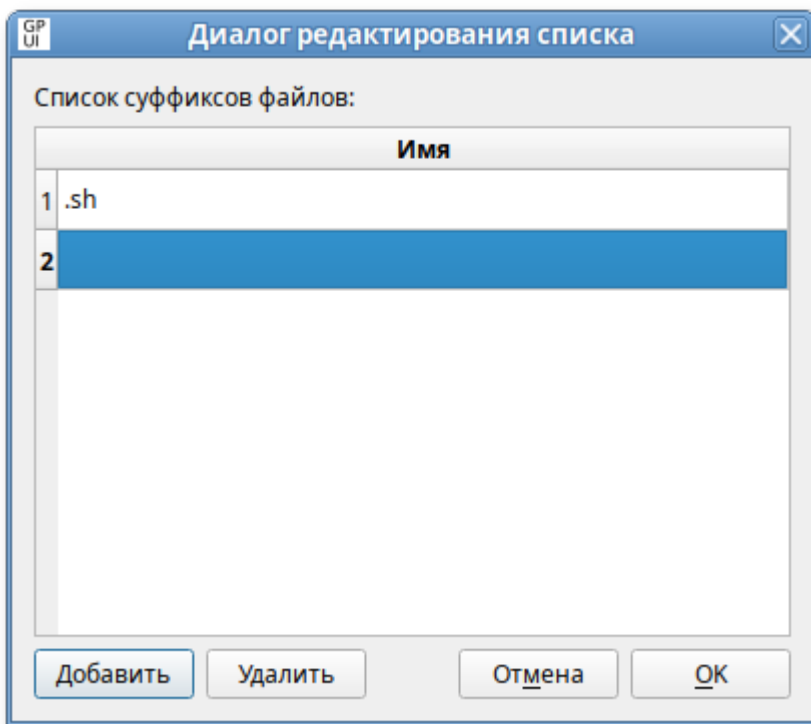 GP
UI
Диалог редактирования списка
Список суффиксов файлов:
Имя
1 .sh
2
Добавить Удалить Отмена OK